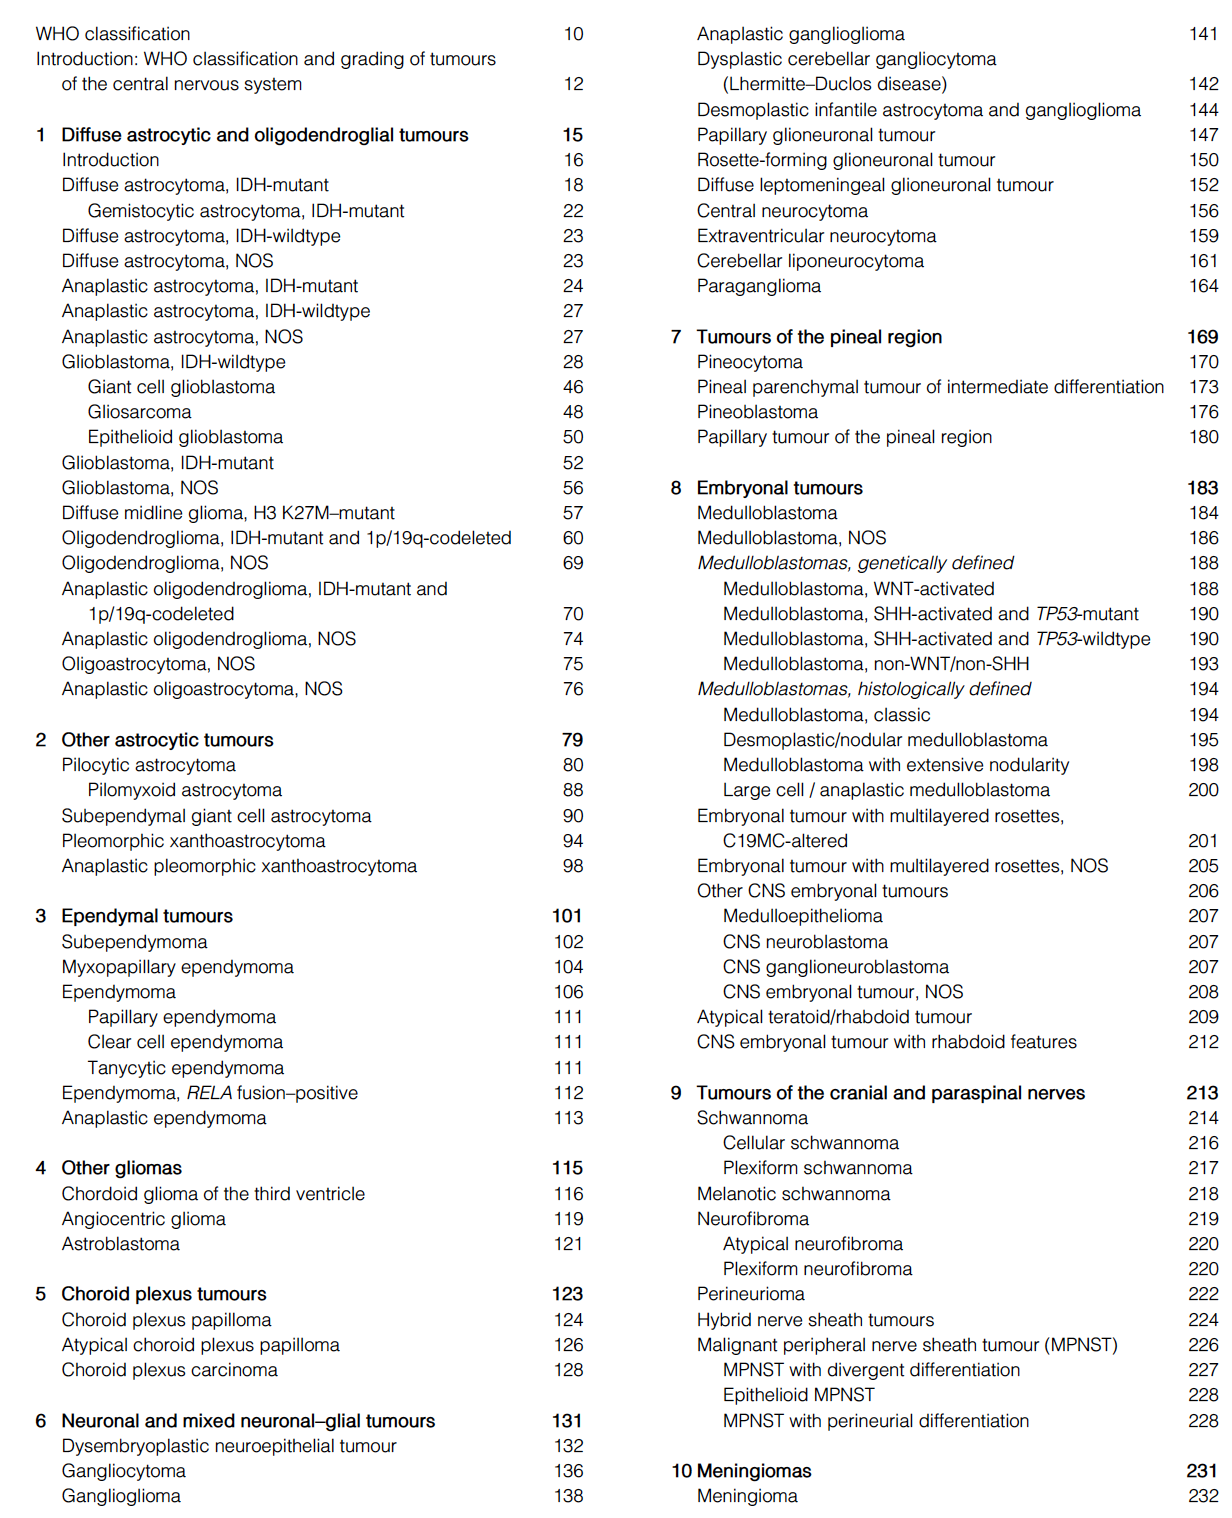 WHO classification 10
Introduction: WHO classification and grading of tumours
of the central nervous system 12
1 Diffuse astrocytic and oligodendroglial tumours 15
Introduction 16
Diffuse astrocytoma, IDH-mutant 18
Gemistocytic astrocytoma, IDH-mutant 22
Diffuse astrocytoma, IDH-wildtype 23
Diffuse astrocytoma, NOS 23
Anaplastic astrocytoma, IDH-mutant 24
Anaplastic astrocytoma, IDH-wildtype 27
Anaplastic astrocytoma, NOS 27
Glioblastoma, IDH-wildtype 28
Giant cell glioblastoma 46
Gliosarcoma 48
Epithelioid glioblastoma 50
Glioblastoma, IDH-mutant 52
Glioblastoma, NOS 56
Diffuse midline glioma, H3 K27M–mutant 57
Oligodendroglioma, IDH-mutant and 1p/19q-codeleted 60
Oligodendroglioma, NOS 69
Anaplastic oligodendroglioma, IDH-mutant and
1p/19q-codeleted 70
Anaplastic oligodendroglioma, NOS 74
Oligoastrocytoma, NOS 75
Anaplastic oligoastrocytoma, NOS 76
2 Other astrocytic tumours 79
Pilocytic astrocytoma 80
Pilomyxoid astrocytoma 88
Subependymal giant cell astrocytoma 90
Pleomorphic xanthoastrocytoma 94
Anaplastic pleomorphic xanthoastrocytoma 98
3 Ependymal tumours 101
Subependymoma 102
Myxopapillary ependymoma 104
Ependymoma 106
Papillary ependymoma 111
Clear cell ependymoma 111
Tanycytic ependymoma 111
Ependymoma, RELA fusion–positive 112
Anaplastic ependymoma 113
4 Other gliomas 115
Chordoid glioma of the third ventricle 116
Angiocentric glioma 119
Astroblastoma 121
5 Choroid plexus tumours 123
Choroid plexus papilloma 124
Atypical choroid plexus papilloma 126
Choroid plexus carcinoma 128
6 Neuronal and mixed neuronal–glial tumours 131
Dysembryoplastic neuroepithelial tumour 132
Gangliocytoma 136
Ganglioglioma 138
Anaplastic ganglioglioma 141
Dysplastic cerebellar gangliocytoma
(Lhermitte–Duclos disease) 142
Desmoplastic infantile astrocytoma and ganglioglioma 144
Papillary glioneuronal tumour 147
Rosette-forming glioneuronal tumour 150
Diffuse leptomeningeal glioneuronal tumour 152
Central neurocytoma 156
Extraventricular neurocytoma 159
Cerebellar liponeurocytoma 161
Paraganglioma 164
7 Tumours of the pineal region 169
Pineocytoma 170
Pineal parenchymal tumour of intermediate differentiation 173
Pineoblastoma 176
Papillary tumour of the pineal region 180
8 Embryonal tumours 183
Medulloblastoma 184
Medulloblastoma, NOS 186
Medulloblastomas, genetically defined 188
Medulloblastoma, WNT-activated 188
Medulloblastoma, SHH-activated and TP53-mutant 190
Medulloblastoma, SHH-activated and TP53-wildtype 190
Medulloblastoma, non-WNT/non-SHH 193
Medulloblastomas, histologically defined 194
Medulloblastoma, classic 194
Desmoplastic/nodular medulloblastoma 195
Medulloblastoma with extensive nodularity 198
Large cell / anaplastic medulloblastoma 200
Embryonal tumour with multilayered rosettes,
C19MC-altered 201
Embryonal tumour with multilayered rosettes, NOS 205
Other CNS embryonal tumours 206
Medulloepithelioma 207
CNS neuroblastoma 207
CNS ganglioneuroblastoma 207
CNS embryonal tumour, NOS 208
Atypical teratoid/rhabdoid tumour 209
CNS embryonal tumour with rhabdoid features 212
9 Tumours of the cranial and paraspinal nerves 213
Schwannoma 214
Cellular schwannoma 216
Plexiform schwannoma 217
Melanotic schwannoma 218
Neurofibroma 219
Atypical neurofibroma 220
Plexiform neurofibroma 220
Perineurioma 222
Hybrid nerve sheath tumours 224
Malignant peripheral nerve sheath tumour (MPNST) 226
MPNST with divergent differentiation 227
Epithelioid MPNST 228
MPNST with perineurial differentiation 228
10 Meningiomas 231
Meningioma 232